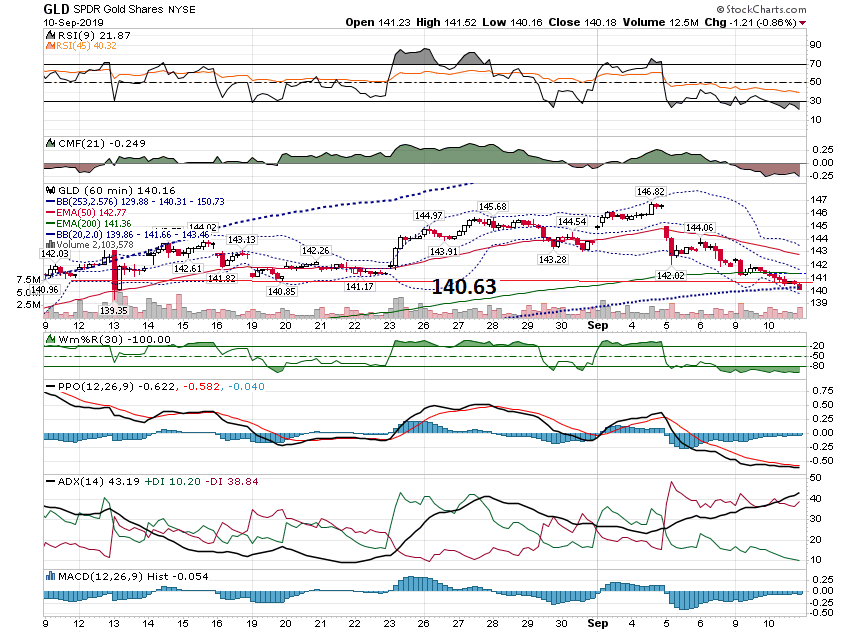 GLD SPDR Gold Shares NYSE © StockCharts.com
10-Sep-2019 Open 141.23 High 141.52 Low 140.16 Close 140.18 Volume 12.5M Chg -1.21 (-0.86%)
RSI(9) 21.87
RSI(45) 40.32
90
70
50
30
10
CMF(21) -0.249
0.25
0.00
-0.25
GLD (60 min) 140.16
BB(253,2.576) 129.88 - 140.31 - 150.73
EMA(50) 142.77
EMA(200) 141.36
BB(20,2.0) 139.86 - 141.66 - 143.46
Volume 2,103,578
147
146
145
144
143
142
141
140
139
7.5M
5.0M
2.5M
142.03
140.96
139.35
142.61
144.02
141.82
143.13
140.85
142.26
141.17
144.97
143.91
145.68
143.28
144.54
146.82
142.02
144.06
140.63
9 12 13 14 15 16 19 20 21 22 23 26 27 28 29 30 Sep 4 5 6 9 10
Wm%R(30) -100.00
-20
-50
-80
PPO(12,26,9) -0.622, -0.582, -0.040
0.75
0.50
0.25
0.00
-0.25
-0.50
ADX(14) 43.19 +DI 10.20 -DI 38.84
50
40
30
20
10
MACD(12,26,9) Hist -0.054
0.25
0.00
-0.25
9 12 13 14 15 16 19 20 21 22 23 26 27 28 29 30 Sep 4 5 6 9 10